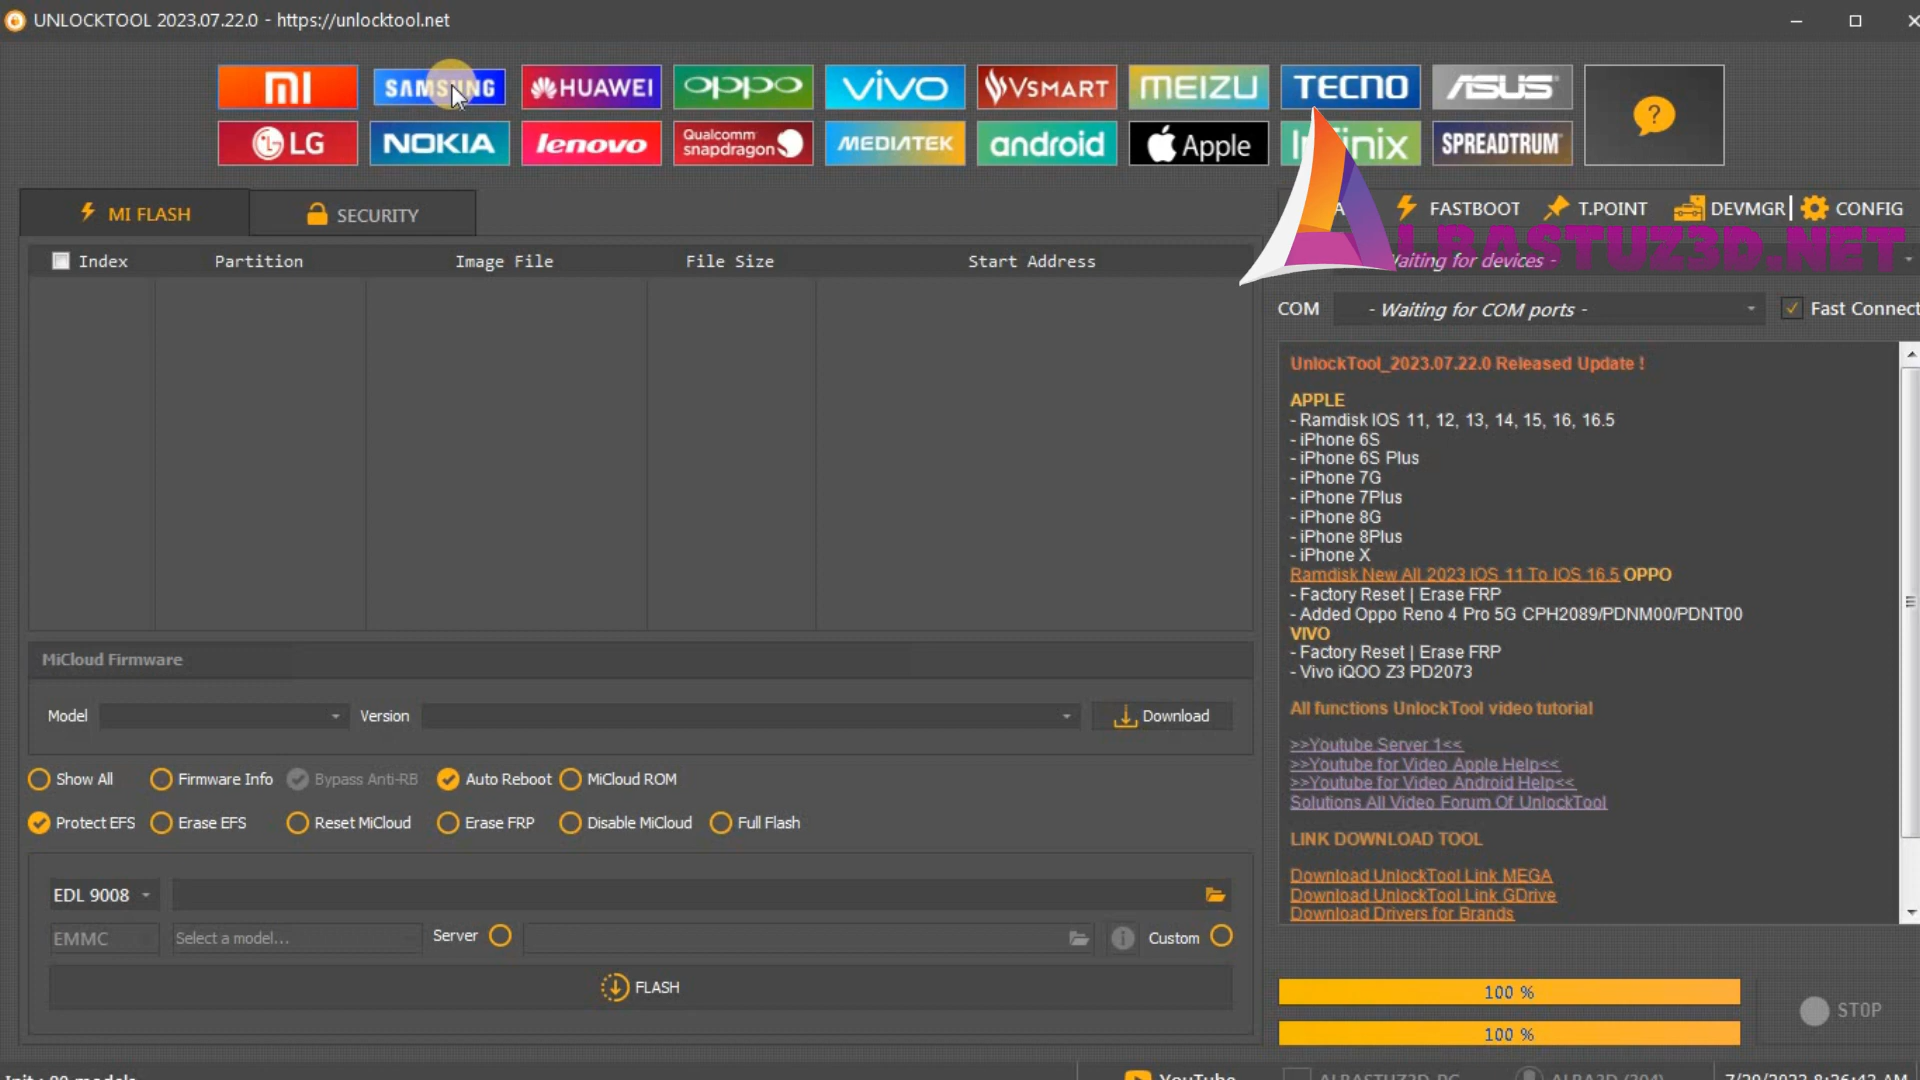 UNLOCKTOOL 2023.07.22.0 - https://unlocktool.net
SAMSUNG HUAWEI oppo vivo VSMART MEIZU TECNO ASUS ?
LG NOKIA lenovo Qualcomm snapdragon MEDIATEK android Apple Infinix SPREADTRUM
MI FLASH SECURITY
FASTBOOT T.POINT DEVMGR CONFIG
ALBASTUZ3D.NET
Index Partition Image File File Size Start Address
Waiting for devices -
COM - Waiting for COM ports - Fast Connect
UnlockTool_2023.07.22.0 Released Update !
APPLE
- Ramdisk IOS 11, 12, 13, 14, 15, 16, 16.5
- iPhone 6S
- iPhone 6S Plus
- iPhone 7G
- iPhone 7Plus
- iPhone 8G
- iPhone 8Plus
- iPhone X
Ramdisk New All 2023 IOS 11 To IOS 16.5 OPPO
- Factory Reset | Erase FRP
- Added Oppo Reno 4 Pro 5G CPH2089/PDNM00/PDNT00
VIVO
- Factory Reset | Erase FRP
- Vivo iQOO Z3 PD2073
All functions UnlockTool video tutorial
>>Youtube Server 1<<
>>Youtube for Video Apple Help<<
>>Youtube for Video Android Help<<
Solutions All Video Forum Of UnlockTool
LINK DOWNLOAD TOOL
Download UnlockTool Link MEGA
Download UnlockTool Link GDrive
Download Drivers for Brands
MiCloud Firmware
Model Version Download
Show All Firmware Info Bypass Anti-RB Auto Reboot MiCloud ROM
Protect EFS Erase EFS Reset MiCloud Erase FRP Disable MiCloud Full Flash
EDL 9008
EMMC Select a model... Server Custom
FLASH
100 %
100 %
STOP
YouTube